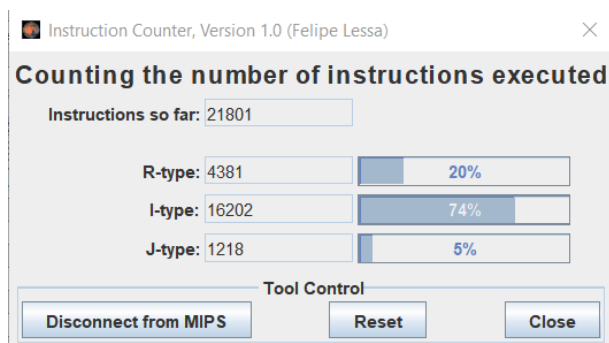 Instruction Counter, Version 1.0 (Felipe Lessa)
Counting the number of instructions executed
Instructions so far: 21801
R-type: 4381 20%
I-type: 16202 74%
J-type: 1218 5%
Tool Control
Disconnect from MIPS Reset Close